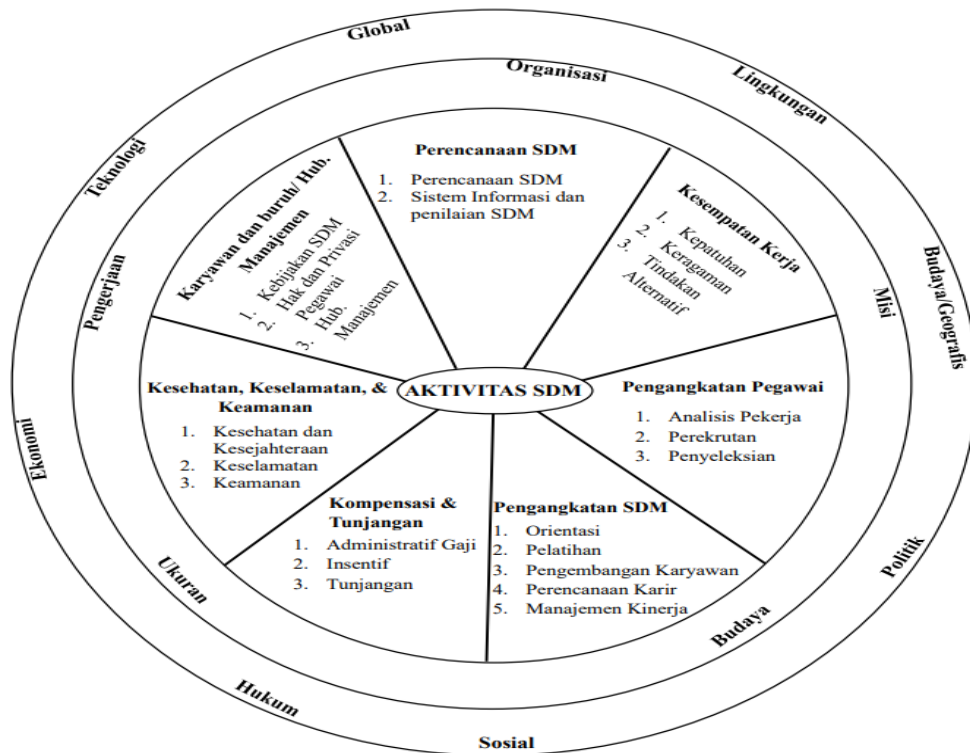 Global
Lingkungan
Budaya/Geografis
Politik
Sosial
Hukum
Ekonomi
Teknologi
Organisasi
Misi
Budaya
Ukuran
Pengerjaan
Perencanaan SDM
1. Perencanaan SDM
2. Sistem Informasi dan
penilaian SDM
Kesempatan Kerja
1. Kepatuhan
2. Keragaman
3. Tindakan
Alternatif
Pengangkatan Pegawai
1. Analisis Pekerja
2. Perekrutan
3. Penyeleksian
Pengangkatan SDM
1. Orientasi
2. Pelatihan
3. Pengembangan Karyawan
4. Perencanaan Karir
5. Manajemen Kinerja
Kompensasi &
Tunjangan
1. Administratif Gaji
2. Insentif
3. Tunjangan
Kesehatan, Keselamatan, &
Keamanan
1. Kesehatan dan
Kesejahteraan
2. Keselamatan
3. Keamanan
Karyawan dan buruh/ Hub.
Manajemen
1. Kebijakan SDM
2. Hak dan Privasi
Pegawai
3. Hub.
Manajemen
AKTIVITAS SDM